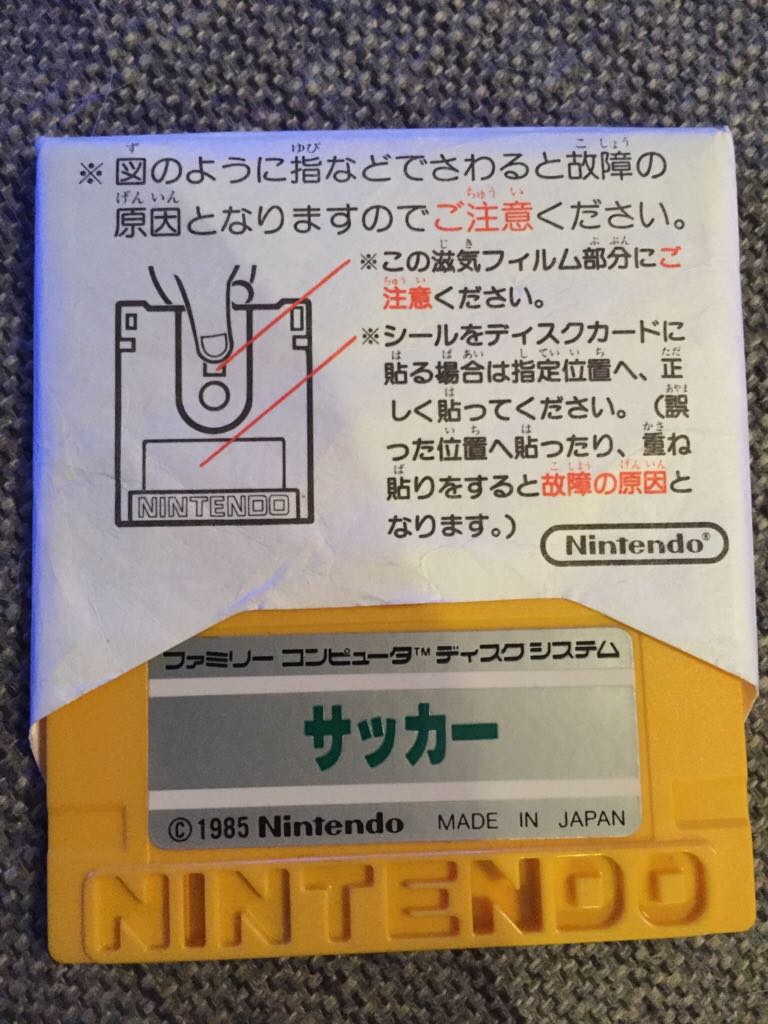 ※図のように指などでさわると故障の
原因となりますのでご注意ください。
※この滋気フィルム部分にご
注意ください。
※シールをディスクカードに
貼る場合は指定位置へ、正
しく貼ってください。（誤
った位置へ貼ったり、重ね
貼りをすると故障の原因と
なります。）
NINTENDO
Nintendo®
ファミリー コンピュータ™ ディスクシステム
サッカー
©1985 Nintendo MADE IN JAPAN
NINTENDO